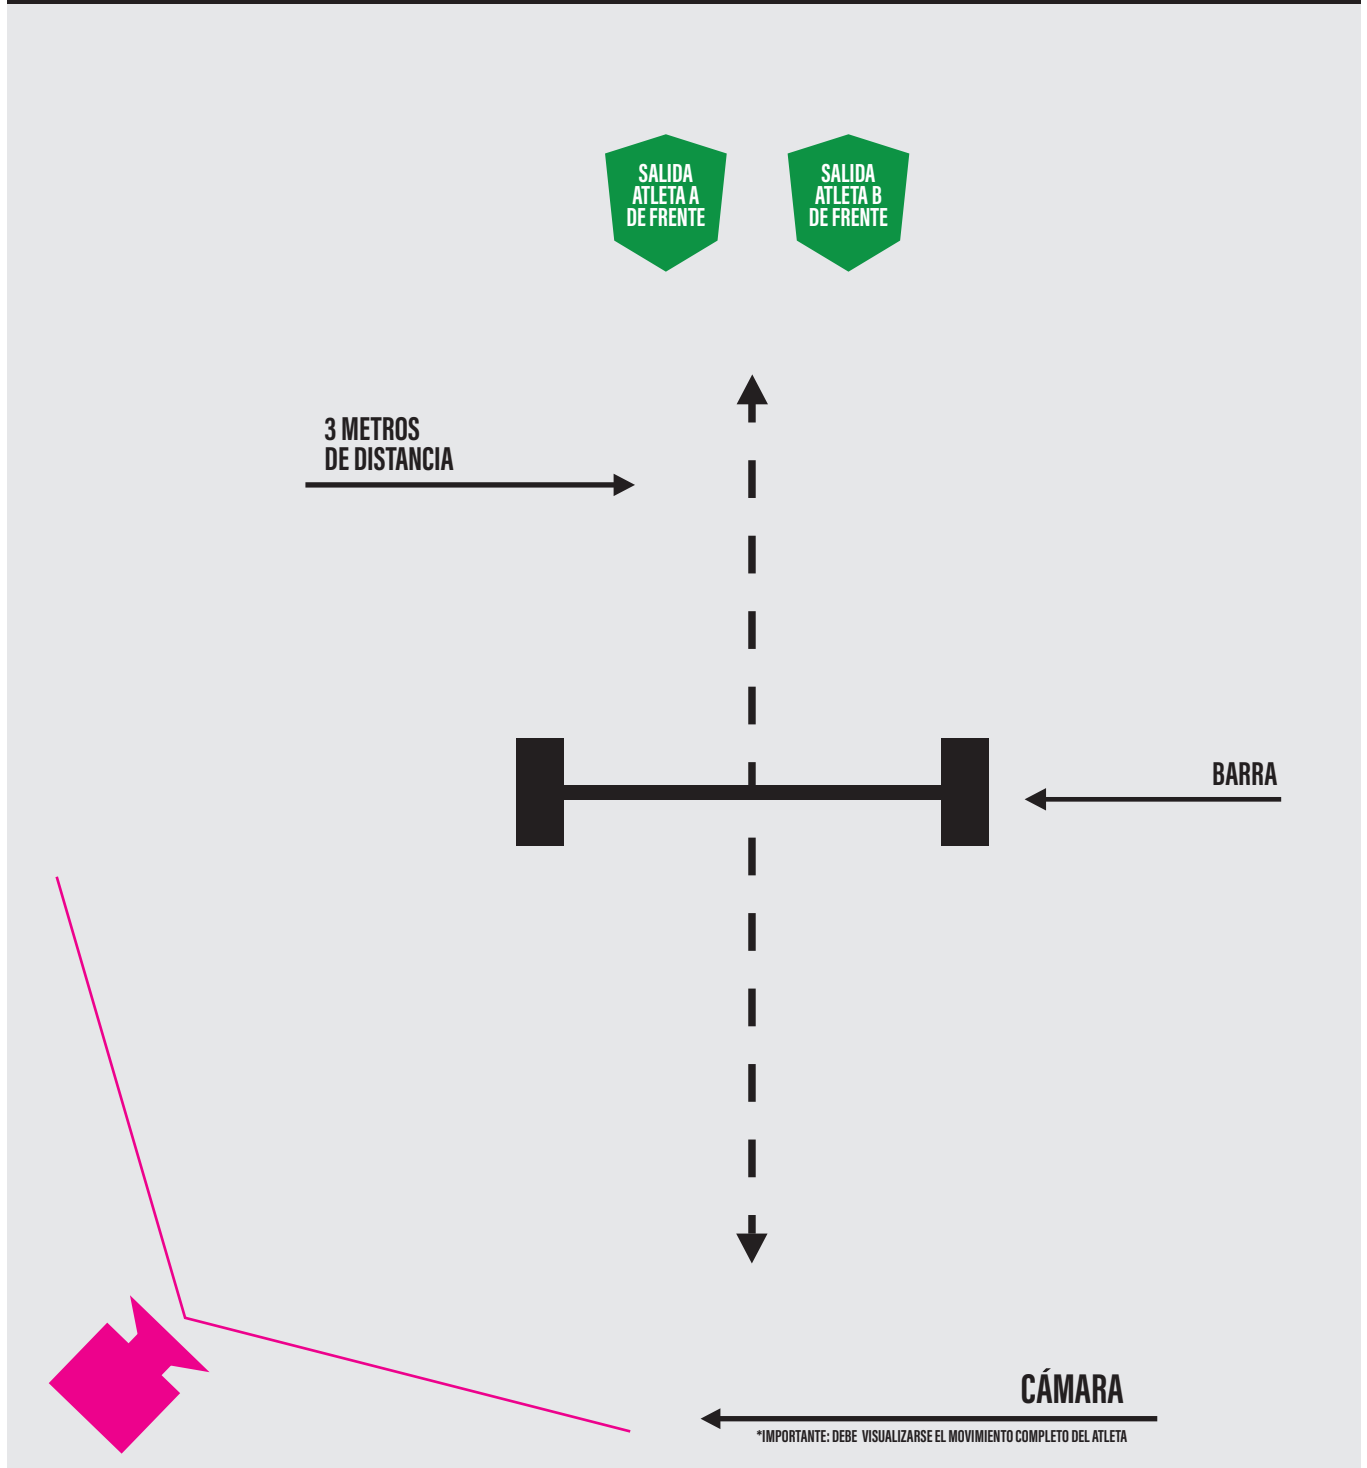 SALIDA
ATLETA A
DE FRENTE
SALIDA
ATLETA B
DE FRENTE
3 METROS
DE DISTANCIA
BARRA
CÁMARA
*IMPORTANTE: DEBE VISUALIZARSE EL MOVIMIENTO COMPLETO DEL ATLETA